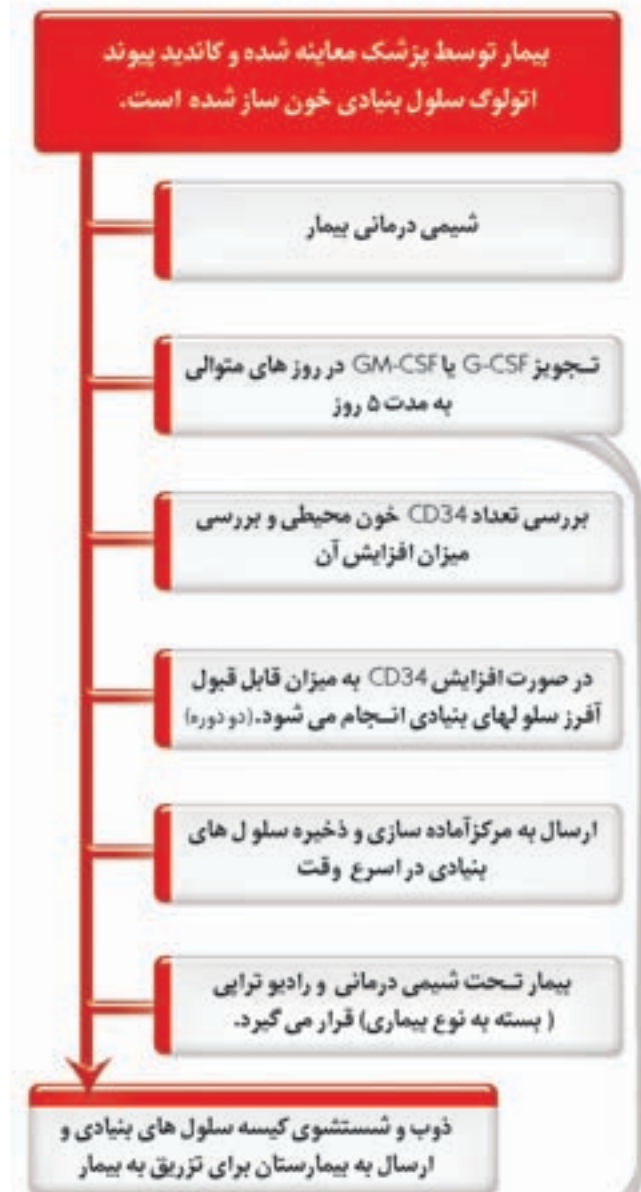 بیمار توسط پزشک معاینه شده و کاندید پیوند
اتولوگ سلول بنیادی خون ساز شده است.
شیمی درمانی بیمار
تـجویز G-CSF یا GM-CSF در روز های متوالی
به مدت ۵ روز
بررسی تعداد CD34 خون محیطی و بررسی
میزان افزایش آن
در صورت افزایش CD34 به میزان قابل قبول
آفرز سلو لهای بنیادی انـجام می شود.(دو دوره)
ارسال به مرکزآماده سازی و ذخیره سلو ل های
بنیادی در اسرع وقت
بیمار تـحت شیمی درمانی و رادیو تراپی
( بسته به نوع بیماری) قرار می گیرد.
ذوب و شستشوی کیسه سلول های بنیادی و
ارسال به بیمارستان برای تزریق به بیمار